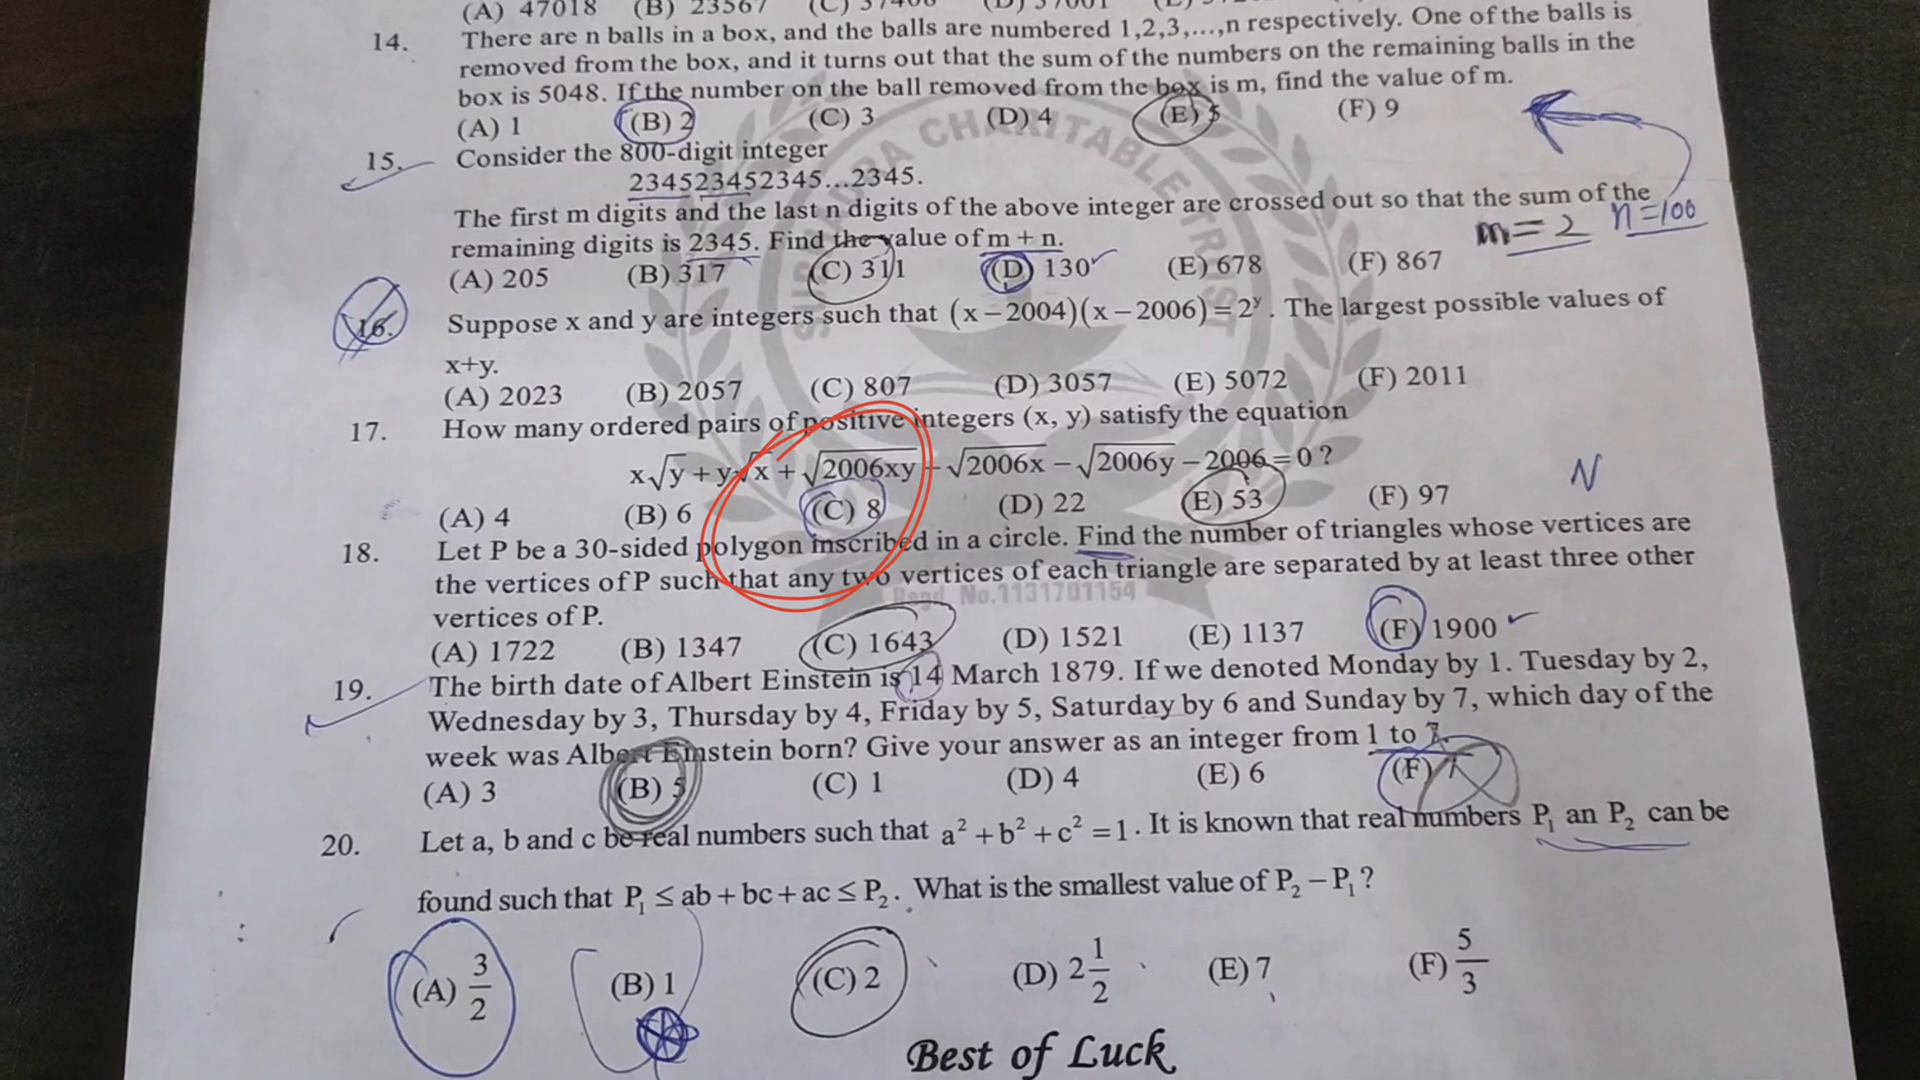 (A) 47018 (B) 23567
14. There are n balls in a box, and the balls are numbered 1,2,3,...,n respectively. One of the balls is
removed from the box, and it turns out that the sum of the numbers on the remaining balls in the
box is 5048. If the number on the ball removed from the box is m, find the value of m.
(A) 1 (B) 2 (C) 3 (D) 4 (E) 5 (F) 9
15. Consider the 800-digit integer
234523452345...2345.
The first m digits and the last n digits of the above integer are crossed out so that the sum of the
m = 2 n = 100
remaining digits is 2345. Find the value of m + n.
(A) 205 (B) 317 (C) 311 (D) 130 (E) 678 (F) 867
16. Suppose x and y are integers such that (x – 2004)(x – 2006) = 2^y. The largest possible values of
x+y.
(A) 2023 (B) 2057 (C) 807 (D) 3057 (E) 5072 (F) 2011
17. How many ordered pairs of positive integers (x, y) satisfy the equation
x√y + y√x + √2006xy – √2006x – √2006y – 2006 = 0 ?
N
(A) 4 (B) 6 (C) 8 (D) 22 (E) 53 (F) 97
18. Let P be a 30-sided polygon inscribed in a circle. Find the number of triangles whose vertices are
the vertices of P such that any two vertices of each triangle are separated by at least three other
vertices of P.
(A) 1722 (B) 1347 (C) 1643 (D) 1521 (E) 1137 (F) 1900
19. The birth date of Albert Einstein is 14 March 1879. If we denoted Monday by 1. Tuesday by 2,
Wednesday by 3, Thursday by 4, Friday by 5, Saturday by 6 and Sunday by 7, which day of the
week was Albert Einstein born? Give your answer as an integer from 1 to 7.
(A) 3 (B) 5 (C) 1 (D) 4 (E) 6 (F) 7
20. Let a, b and c be real numbers such that a² + b² + c² = 1. It is known that real numbers P₁ an P₂ can be
found such that P₁ ≤ ab + bc + ac ≤ P₂. What is the smallest value of P₂ – P₁ ?
(A) 3/2 (B) 1 (C) 2 (D) 2 1/2 (E) 7 (F) 5/3
Best of Luck
CHARITABLE TRUST
Regd No.1131701154